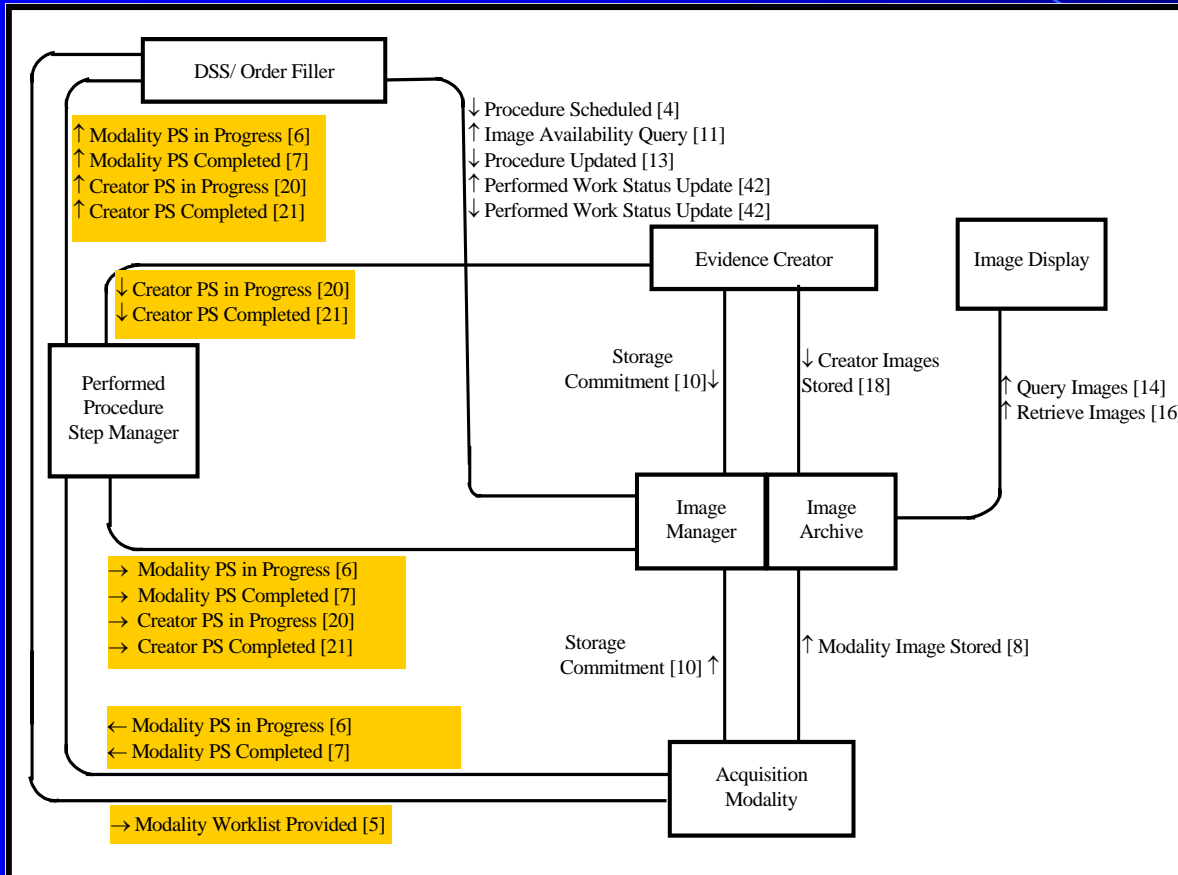 DSS/ Order Filler
↑ Modality PS in Progress [6]
↑ Modality PS Completed [7]
↑ Creator PS in Progress [20]
↑ Creator PS Completed [21]
↓ Procedure Scheduled [4]
↑ Image Availability Query [11]
↓ Procedure Updated [13]
↑ Performed Work Status Update [42]
↓ Performed Work Status Update [42]
Evidence Creator
Image Display
↓ Creator PS in Progress [20]
↓ Creator PS Completed [21]
Performed
Procedure
Step Manager
Storage
Commitment [10]↓
↓ Creator Images
Stored [18]
↑ Query Images [14]
↑ Retrieve Images [16]
Image
Manager
Image
Archive
→ Modality PS in Progress [6]
→ Modality PS Completed [7]
→ Creator PS in Progress [20]
→ Creator PS Completed [21]
Storage
Commitment [10] ↑
↑ Modality Image Stored [8]
← Modality PS in Progress [6]
← Modality PS Completed [7]
Acquisition
Modality
→ Modality Worklist Provided [5]